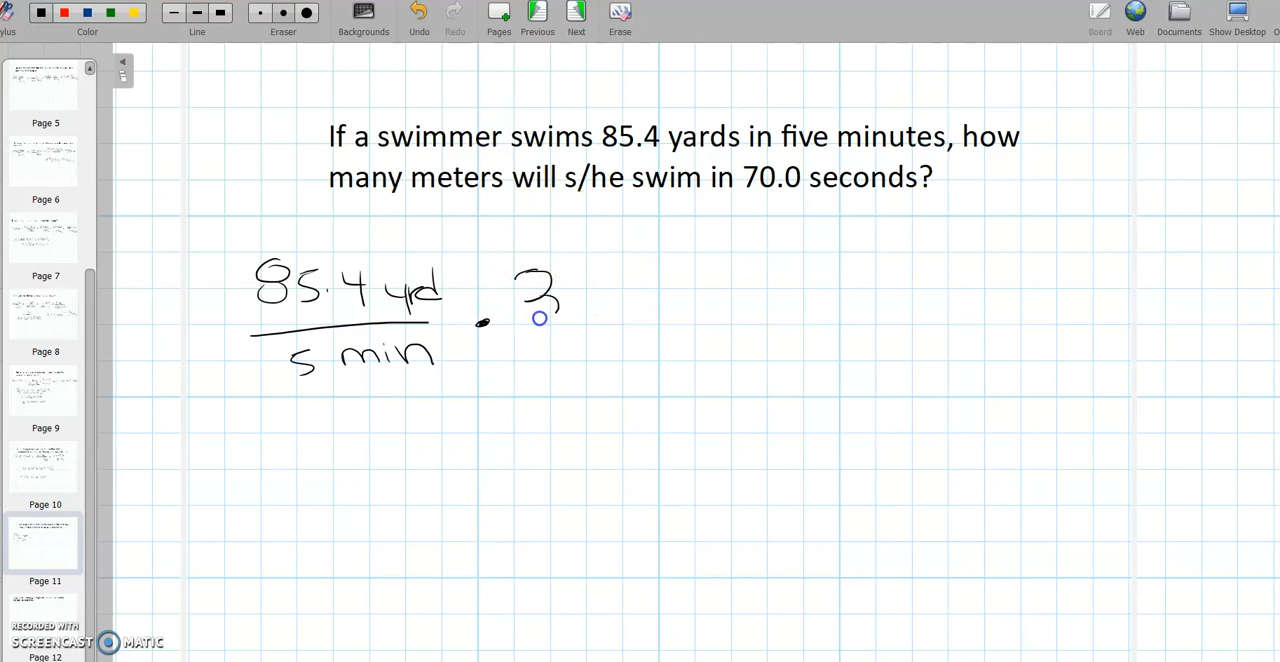 ylus
Color
Line
Eraser
Backgrounds
Undo
Redo
Pages
Previous
Next
Erase
Board
Web
Documents
Show Desktop
Page 5
Page 6
Page 7
Page 8
Page 9
Page 10
Page 11
Page 12
If a swimmer swims 85.4 yards in five minutes, how
many meters will s/he swim in 70.0 seconds?
85.4 yrd
5 min
· 3
RECORDED WITH
SCREENCAST MATIC